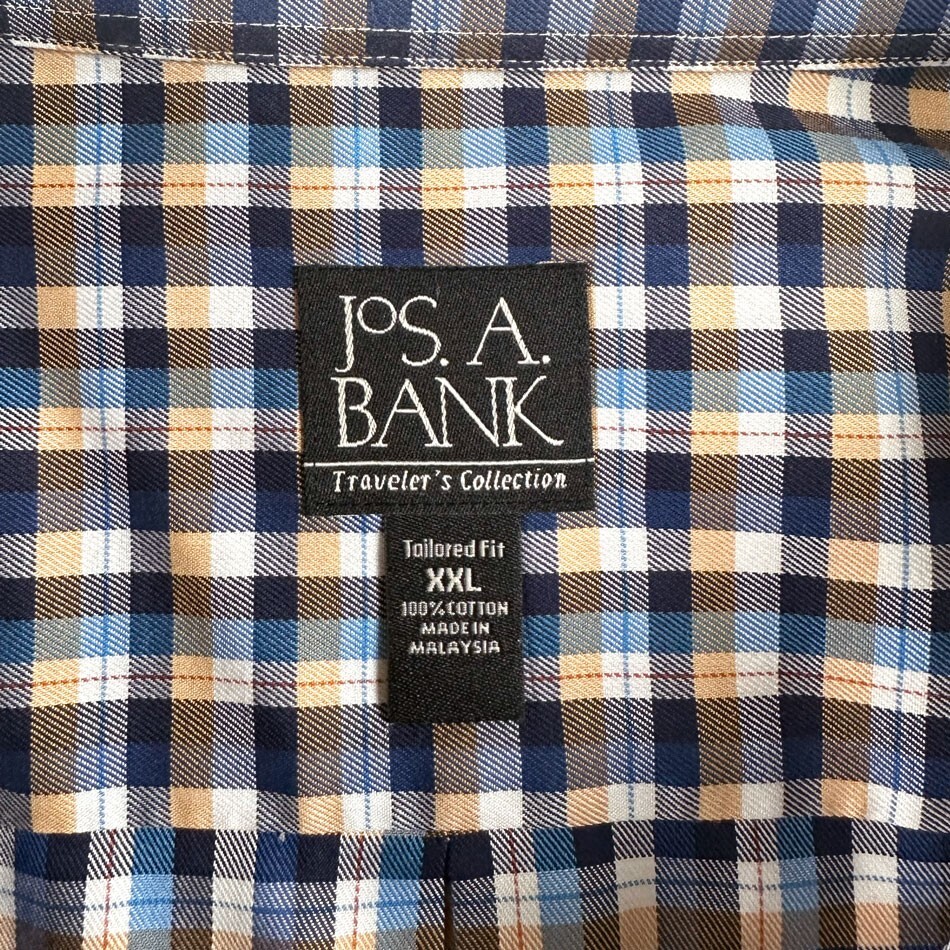 JoS. A.
BANK
Traveler's Collection
Tailored Fit
XXL
100% COTTON
MADE IN
MALAYSIA